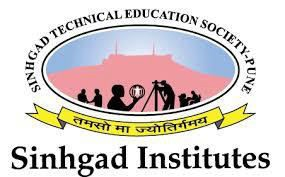 SINHGAD TECHNICAL EDUCATION SOCIETY-PUNE
तमसो मा ज्योतिर्गमय
Sinhgad Institutes